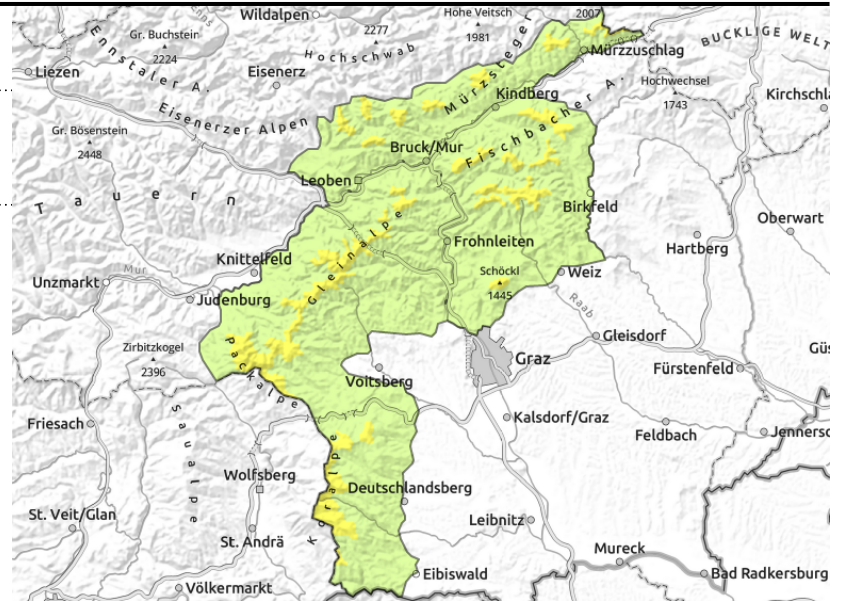 Wildalpen
Enns
Hohe Veitsch
1981
2007
Gr. Buchstein
2224
2277
Hochschwab
Mürzzuschlag
BUCKLIGE WELT
Ennstaler A.
Liezen
Eisenerz
Mürzsteger
Hochwechsel
1743
Kindberg
Kirchschla
Eisenerzer Alpen
Fischbacher A.
Gr. Bösenstein
2448
Bruck/Mur
Leoben
Tauern
Birkfeld
Oberwart
Gleinalpe
Frohnleiten
Hartberg
Knittelfeld
Unzmarkt
Mur
Judenburg
Schöckl
1445
Weiz
Raab
Gleisdorf
Zirbitzkogel
2396
Packalpe
Graz
Güs
Fürstenfeld
Voitsberg
Saualpe
Friesach
Kalsdorf/Graz
Feldbach
Jennersd
Koralpe
Wolfsberg
Deutschlandsberg
St. Veit/Glan
Leibnitz
St. Andrä
Mureck
Eibiswald
Bad Radkersburg
Völkermarkt